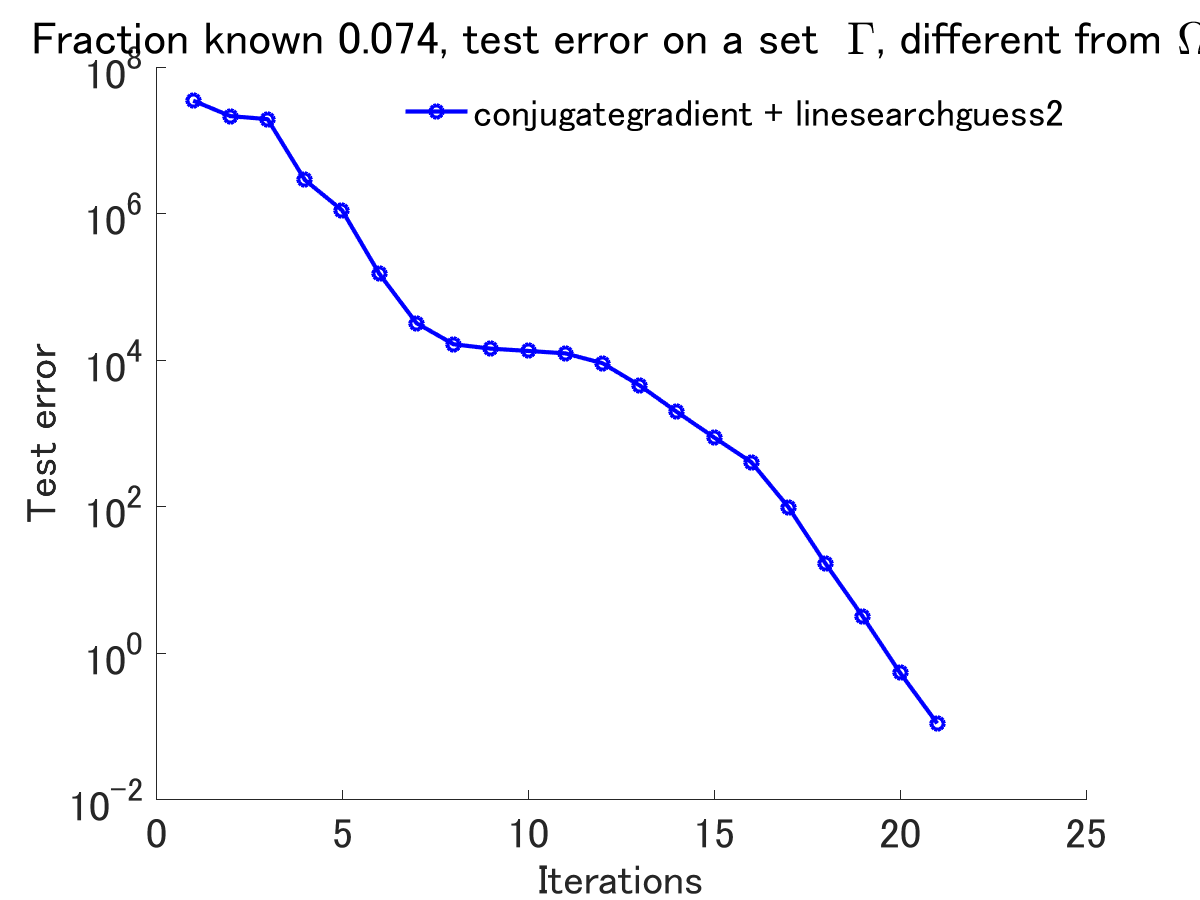 Fraction known 0.074, test error on a set Γ, different from Ω
10^8
conjugategradient + linesearchguess2
10^6
10^4
10^2
10^0
10^-2
Test error
0 5 10 15 20 25
Iterations